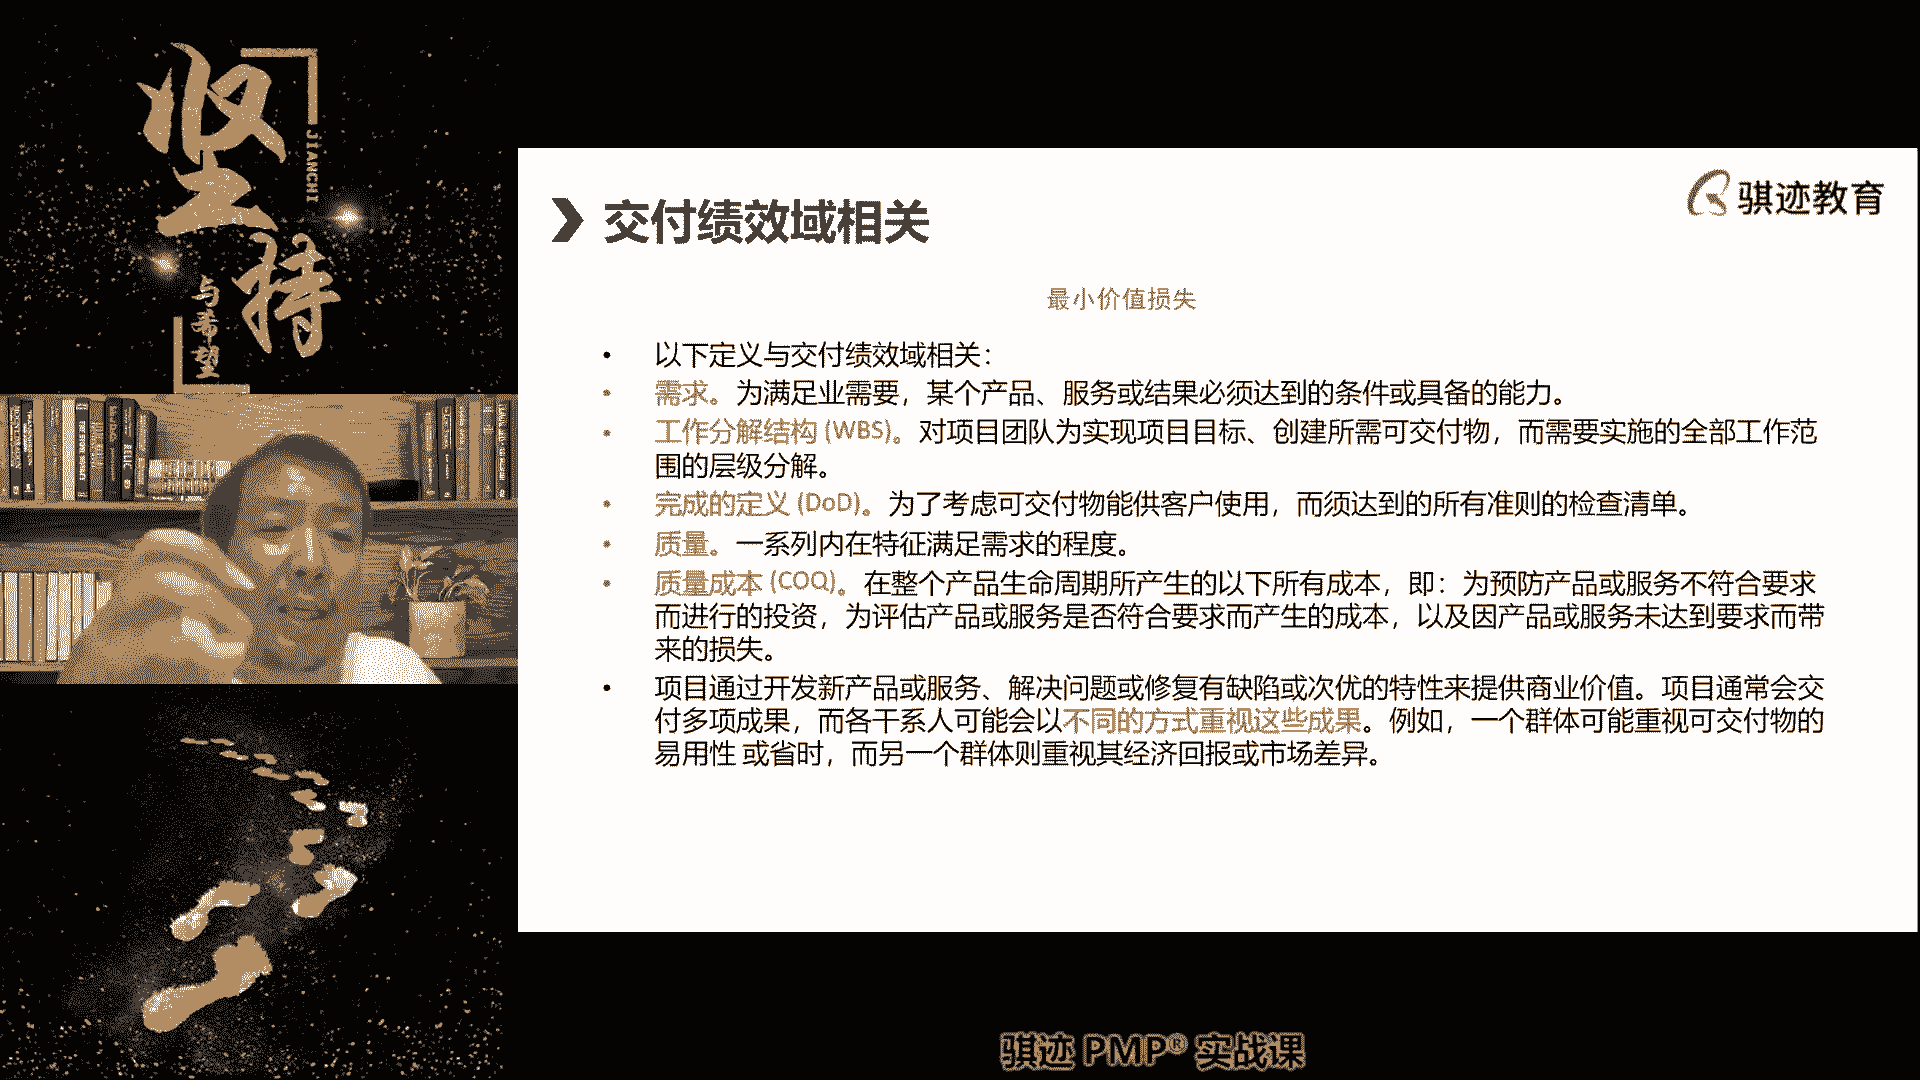 坚
持
JIANCHI
与希望
骐迹教育
交付绩效域相关
最小价值损失
• 以下定义与交付绩效域相关：
• 需求。为满足业需要，某个产品、服务或结果必须达到的条件或具备的能力。
• 工作分解结构 (WBS)。对项目团队为实现项目目标、创建所需可交付物，而需要实施的全部工作范
围的层级分解。
• 完成的定义 (DoD)。为了考虑可交付物能供客户使用，而须达到的所有准则的检查清单。
• 质量。一系列内在特征满足需求的程度。
• 质量成本 (COQ)。在整个产品生命周期所产生的以下所有成本，即：为预防产品或服务不符合要求
而进行的投资，为评估产品或服务是否符合要求而产生的成本，以及因产品或服务未达到要求而带
来的损失。
• 项目通过开发新产品或服务、解决问题或修复有缺陷或次优的特性来提供商业价值。项目通常会交
付多项成果，而各干系人可能会以不同的方式重视这些成果。例如，一个群体可能重视可交付物的
易用性 或省时，而另一个群体则重视其经济回报或市场差异。
骐迹 PMP® 实战课